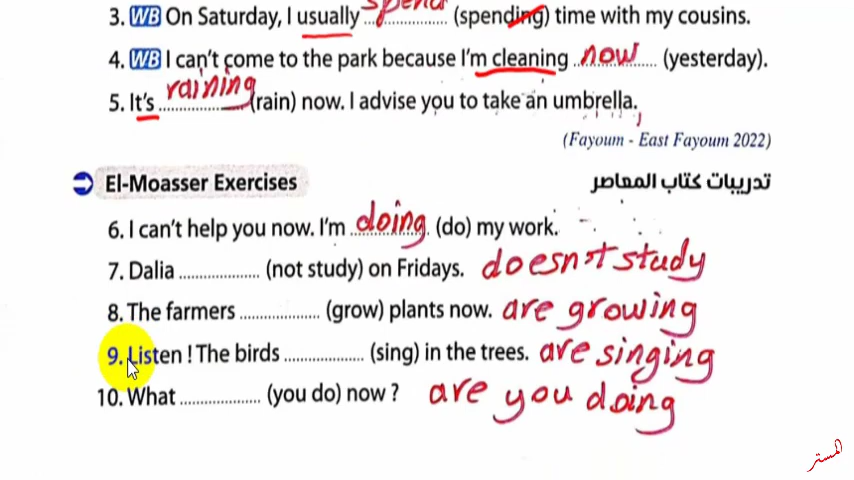 spend
3. WB On Saturday, I usually .................. (spending) time with my cousins.
4. WB I can't come to the park because I'm cleaning now (yesterday).
5. It's raining (rain) now. I advise you to take an umbrella.
(Fayoum - East Fayoum 2022)
El-Moasser Exercises تدريبات كتاب المعاصر
6. I can't help you now. I'm doing (do) my work.
7. Dalia .................. (not study) on Fridays. doesn't study
8. The farmers .................. (grow) plants now. are growing
9. Listen ! The birds .................. (sing) in the trees. are singing
10. What .................. (you do) now ? are you doing
المستر